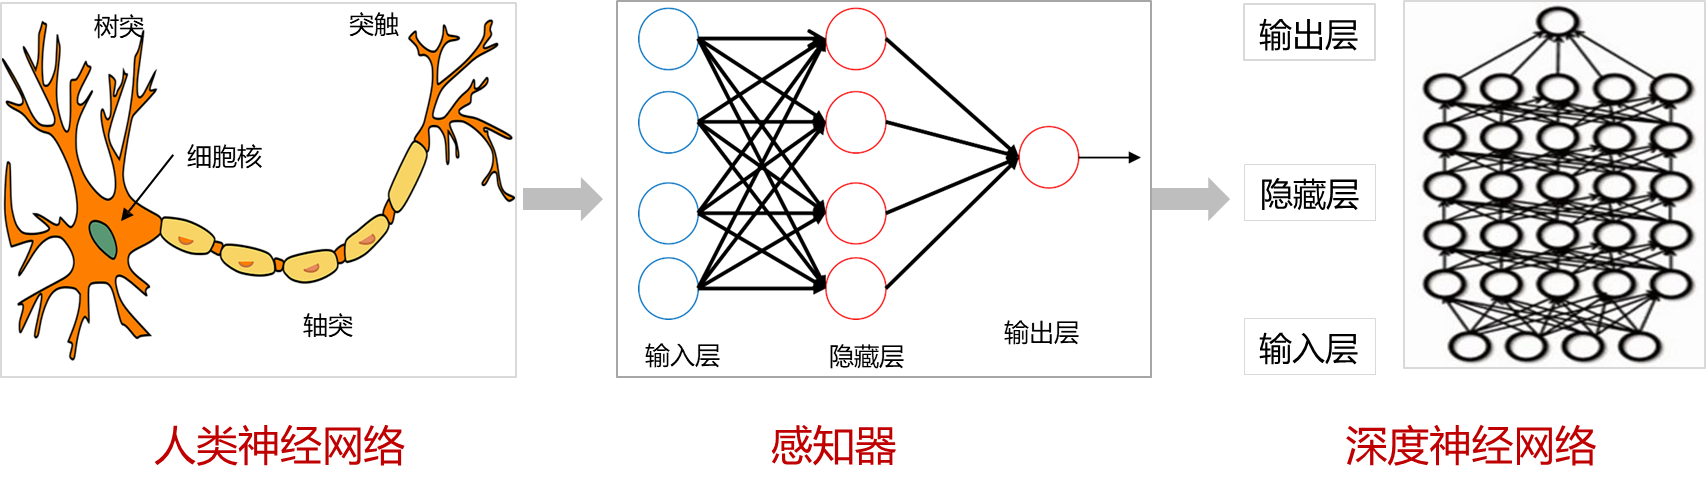 树突
突触
细胞核
轴突
输入层
隐藏层
输出层
输出层
隐藏层
输入层
人类神经网络
感知器
深度神经网络